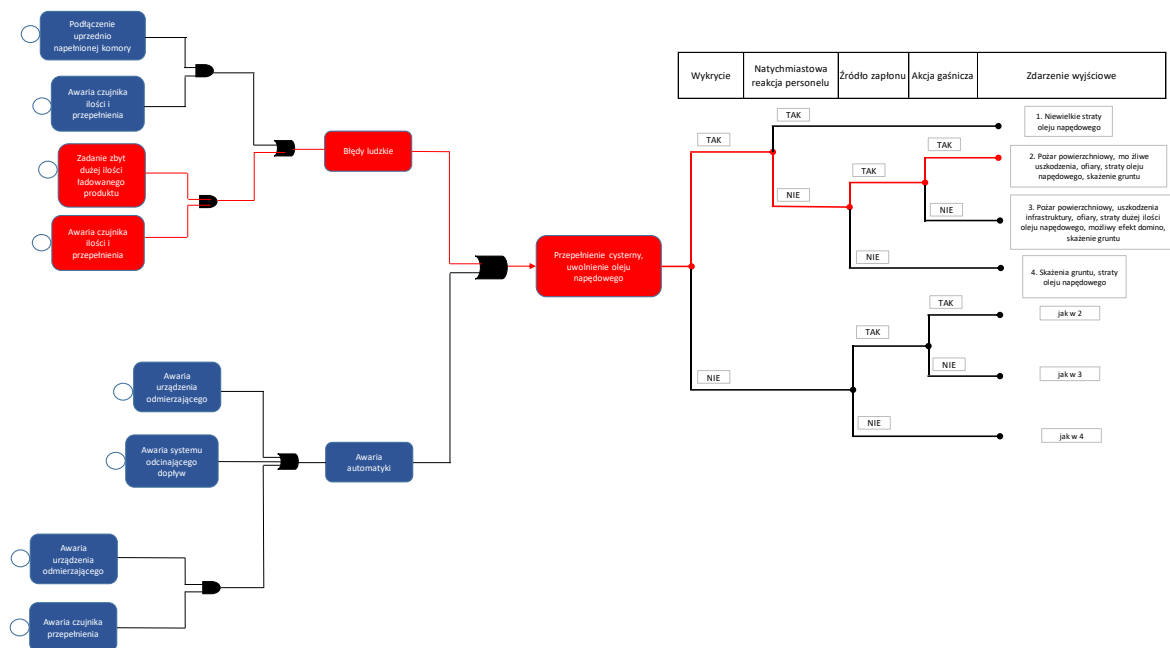 Podłączenie
uprzednio
napełnionej komory
Awaria czujnika
ilości i
przepełnienia
Zadanie zbyt
dużej ilości
ładowanego
produktu
Awaria czujnika
ilości i
przepełnienia
Błędy ludzkie
Awaria
urządzenia
odmierzającego
Awaria systemu
odcinającego
dopływ
Awaria
automatyki
Awaria
urządzenia
odmierzającego
Awaria czujnika
przepełnienia
Przepełnienie cysterny,
uwolnienie oleju
napędowego
Wykrycie
Natychmiastowa
reakcja personelu
Źródło zapłonu
Akcja gaśnicza
Zdarzenie wyjściowe
TAK
TAK
NIE
TAK
TAK
NIE
NIE
NIE
TAK
TAK
NIE
NIE
1. Niewielkie straty
oleju napędowego
2. Pożar powierzchniowy, mo żliwe
uszkodzenia, ofiary, straty oleju
napędowego, skażenie gruntu
3. Pożar powierzchniowy, uszkodzenia
infrastruktury, ofiary, straty dużej ilości
oleju napędowego, możliwy efekt domino,
skażenie gruntu
4. Skażenia gruntu, straty
oleju napędowego
jak w 2
jak w 3
jak w 4